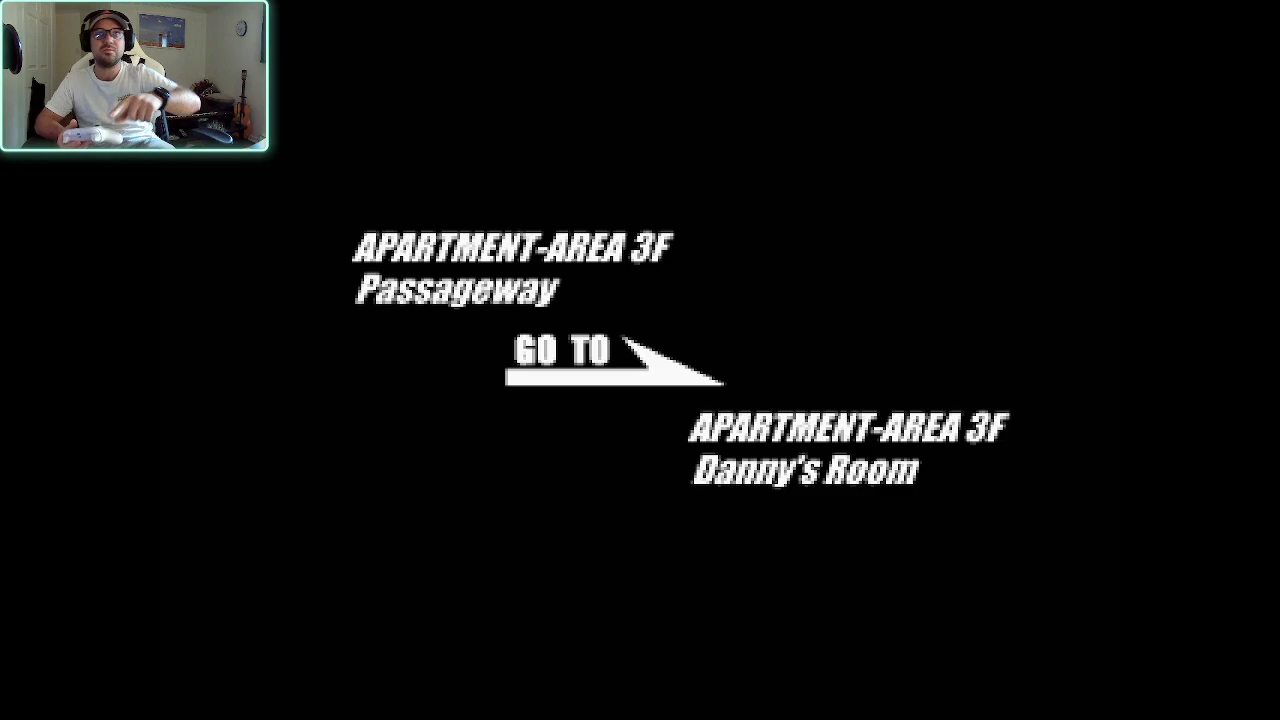 APARTMENT-AREA 3F
Passageway
GO TO
APARTMENT-AREA 3F
Danny's Room